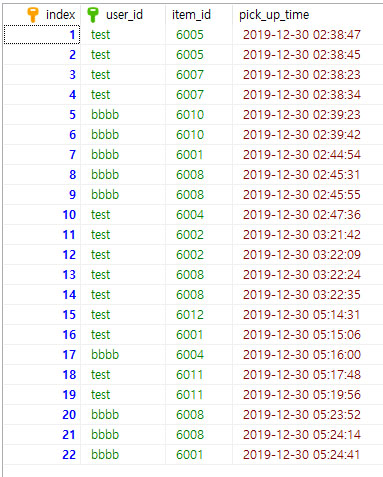 index user_id item_id pick_up_time
1 test 6005 2019-12-30 02:38:47
2 test 6005 2019-12-30 02:38:45
3 test 6007 2019-12-30 02:38:23
4 test 6007 2019-12-30 02:38:34
5 bbbb 6010 2019-12-30 02:39:23
6 bbbb 6010 2019-12-30 02:39:42
7 bbbb 6001 2019-12-30 02:44:54
8 bbbb 6008 2019-12-30 02:45:31
9 bbbb 6008 2019-12-30 02:45:55
10 test 6004 2019-12-30 02:47:36
11 test 6002 2019-12-30 03:21:42
12 test 6002 2019-12-30 03:22:09
13 test 6008 2019-12-30 03:22:24
14 test 6008 2019-12-30 03:22:35
15 test 6012 2019-12-30 05:14:31
16 test 6001 2019-12-30 05:15:06
17 bbbb 6004 2019-12-30 05:16:00
18 test 6011 2019-12-30 05:17:48
19 test 6011 2019-12-30 05:19:56
20 bbbb 6008 2019-12-30 05:23:52
21 bbbb 6008 2019-12-30 05:24:14
22 bbbb 6001 2019-12-30 05:24:41